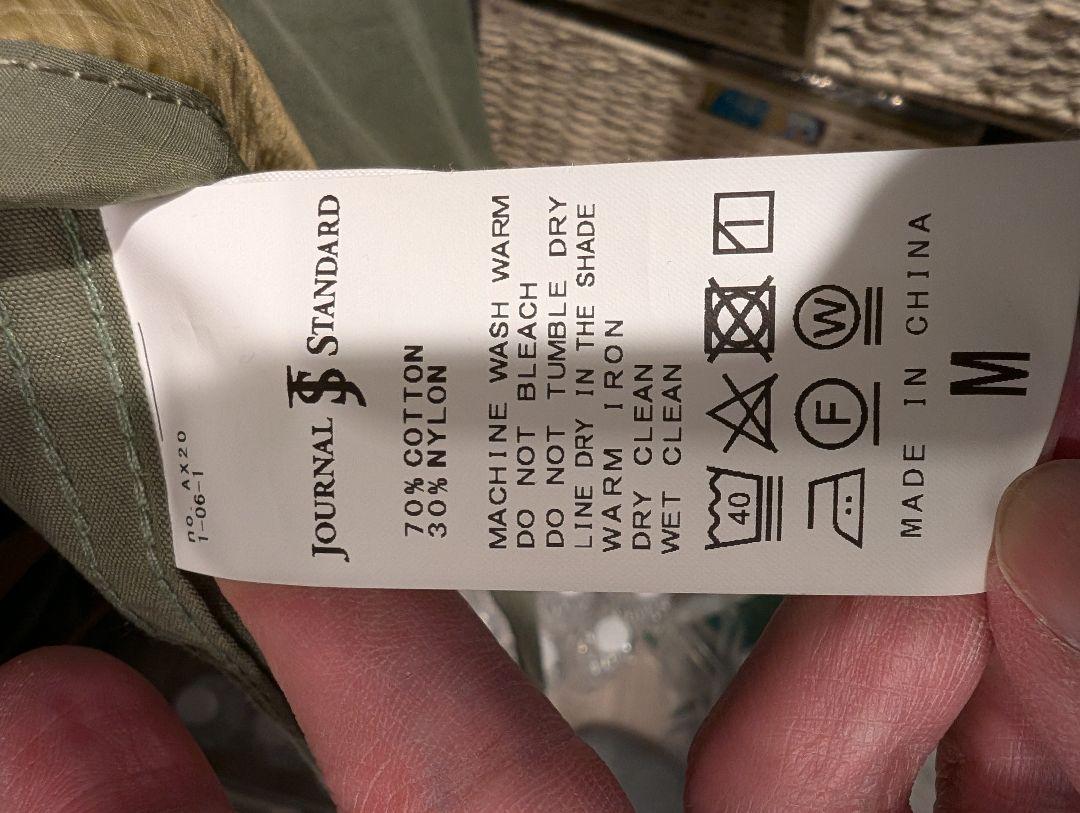 no. AX20
1-06-1
JOURNAL JS STANDARD
70% COTTON
30% NYLON
MACHINE WASH WARM
DO NOT BLEACH
DO NOT TUMBLE DRY
LINE DRY IN THE SHADE
WARM IRON
DRY CLEAN
WET CLEAN
40
F W
MADE IN CHINA
M